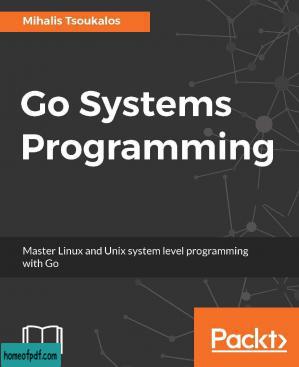 Mihalis Tsoukalos
Go Systems
Programming
Master Linux and Unix system level programming
with Go
Packt>
homeofpdf.com